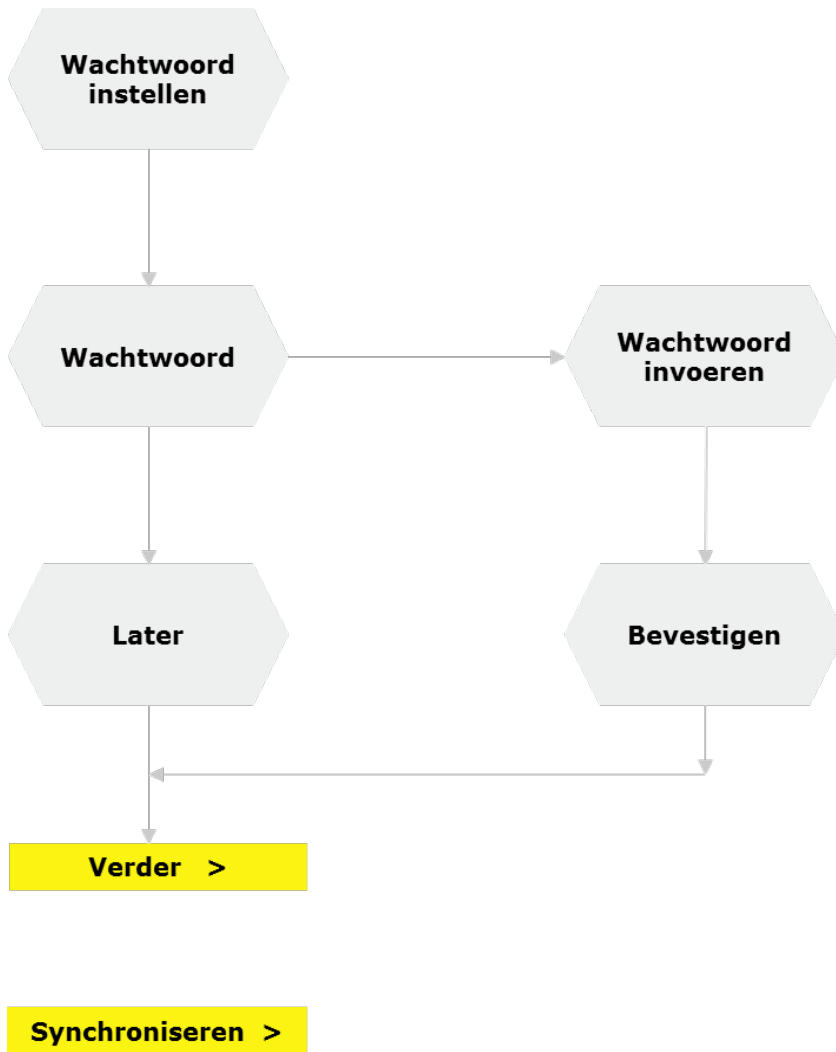 Wachtwoord
instellen
Wachtwoord
Wachtwoord
invoeren
Later
Bevestigen
Verder >
Synchroniseren >